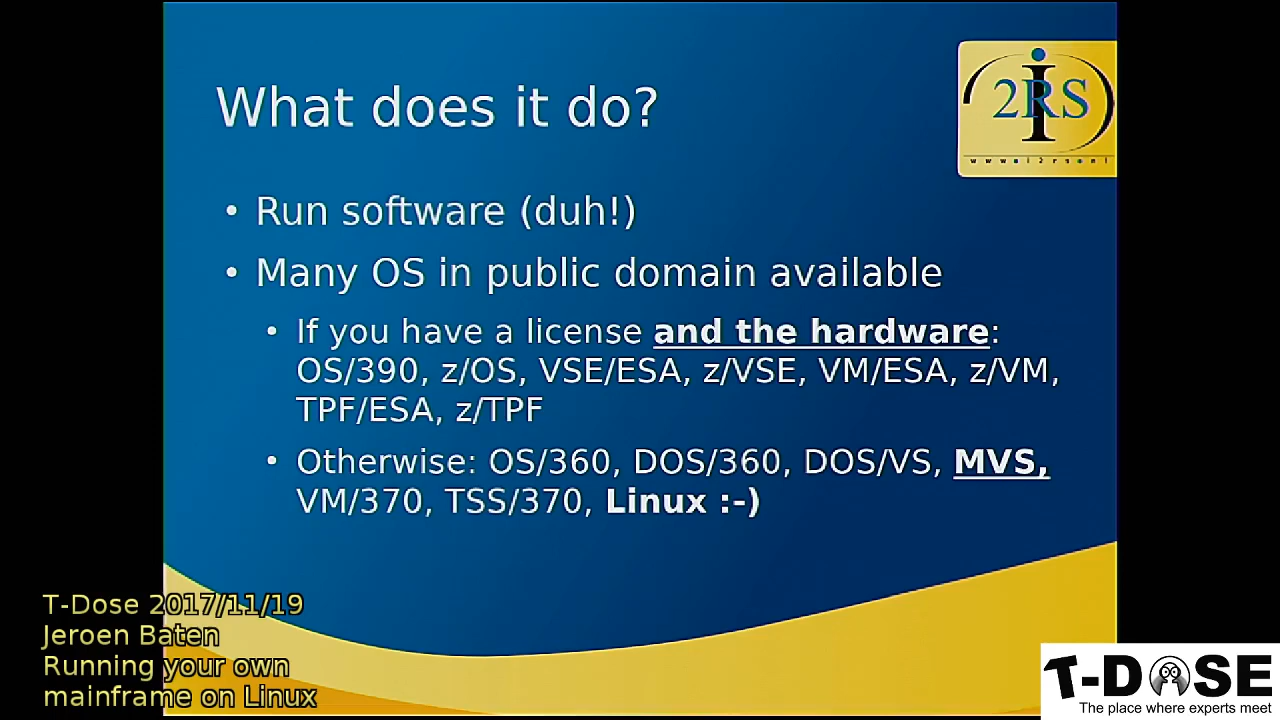 What does it do?
i
2RS
www.i2rs.nl
• Run software (duh!)
• Many OS in public domain available
• If you have a license and the hardware:
OS/390, z/OS, VSE/ESA, z/VSE, VM/ESA, z/VM,
TPF/ESA, z/TPF
• Otherwise: OS/360, DOS/360, DOS/VS, MVS,
VM/370, TSS/370, Linux :-)
T-Dose 2017/11/19
Jeroen Baten
Running your own
mainframe on Linux
T-DOSE
The place where experts meet